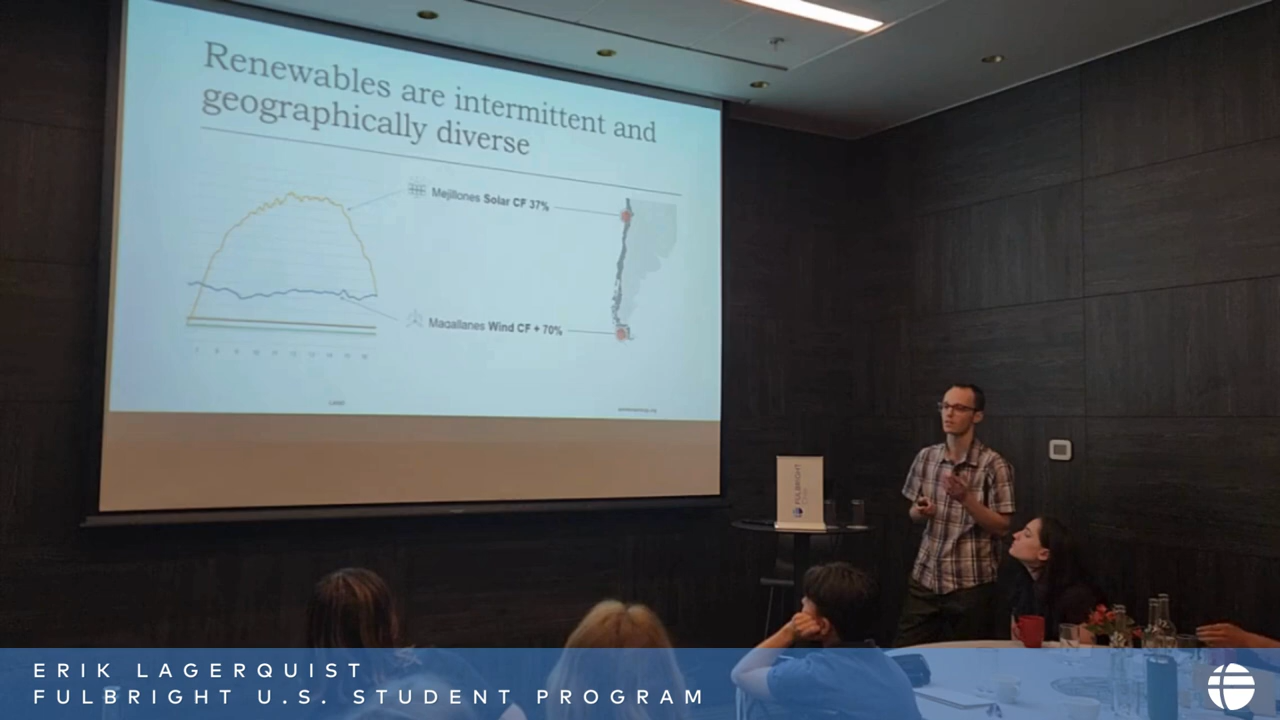 Renewables are intermittent and
geographically diverse
Mejillones Solar CF 37%
Magallanes Wind CF + 70%
FULBRIGHT
ERIK LAGERQUIST
FULBRIGHT U.S. STUDENT PROGRAM